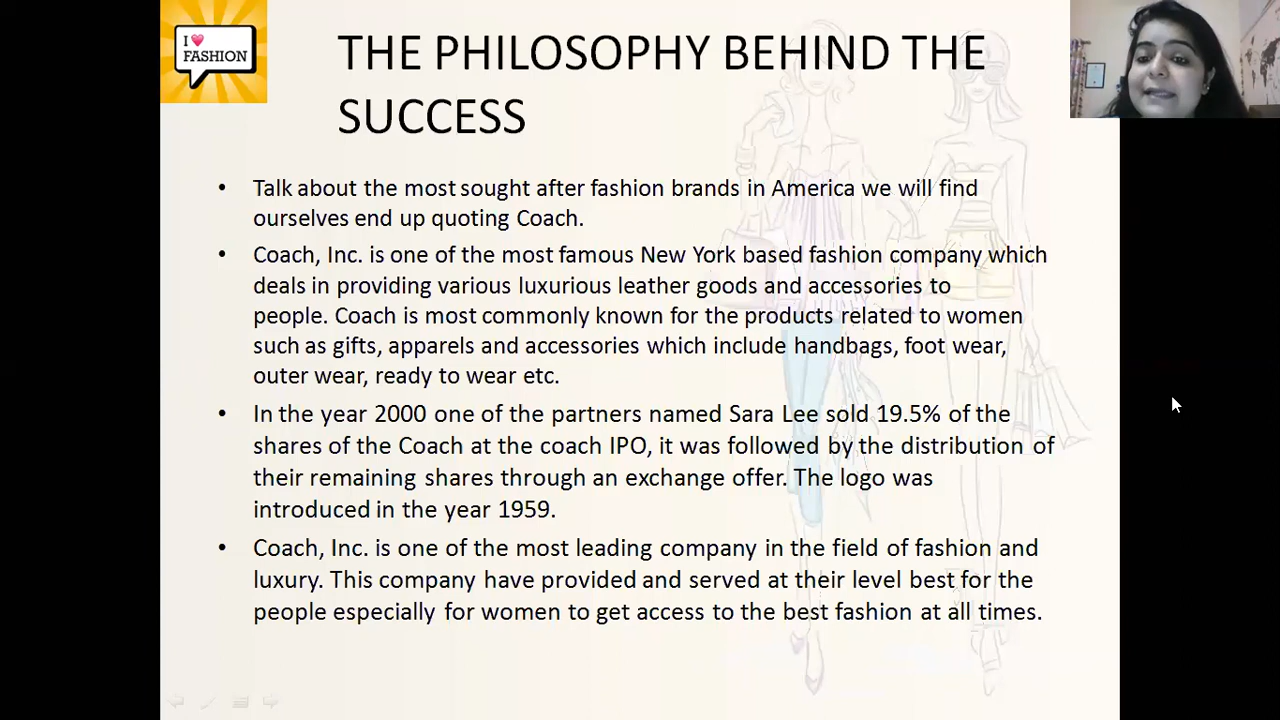 I
FASHION
THE PHILOSOPHY BEHIND THE
SUCCESS
• Talk about the most sought after fashion brands in America we will find
ourselves end up quoting Coach.
• Coach, Inc. is one of the most famous New York based fashion company which
deals in providing various luxurious leather goods and accessories to
people. Coach is most commonly known for the products related to women
such as gifts, apparels and accessories which include handbags, foot wear,
outer wear, ready to wear etc.
• In the year 2000 one of the partners named Sara Lee sold 19.5% of the
shares of the Coach at the coach IPO, it was followed by the distribution of
their remaining shares through an exchange offer. The logo was
introduced in the year 1959.
• Coach, Inc. is one of the most leading company in the field of fashion and
luxury. This company have provided and served at their level best for the
people especially for women to get access to the best fashion at all times.